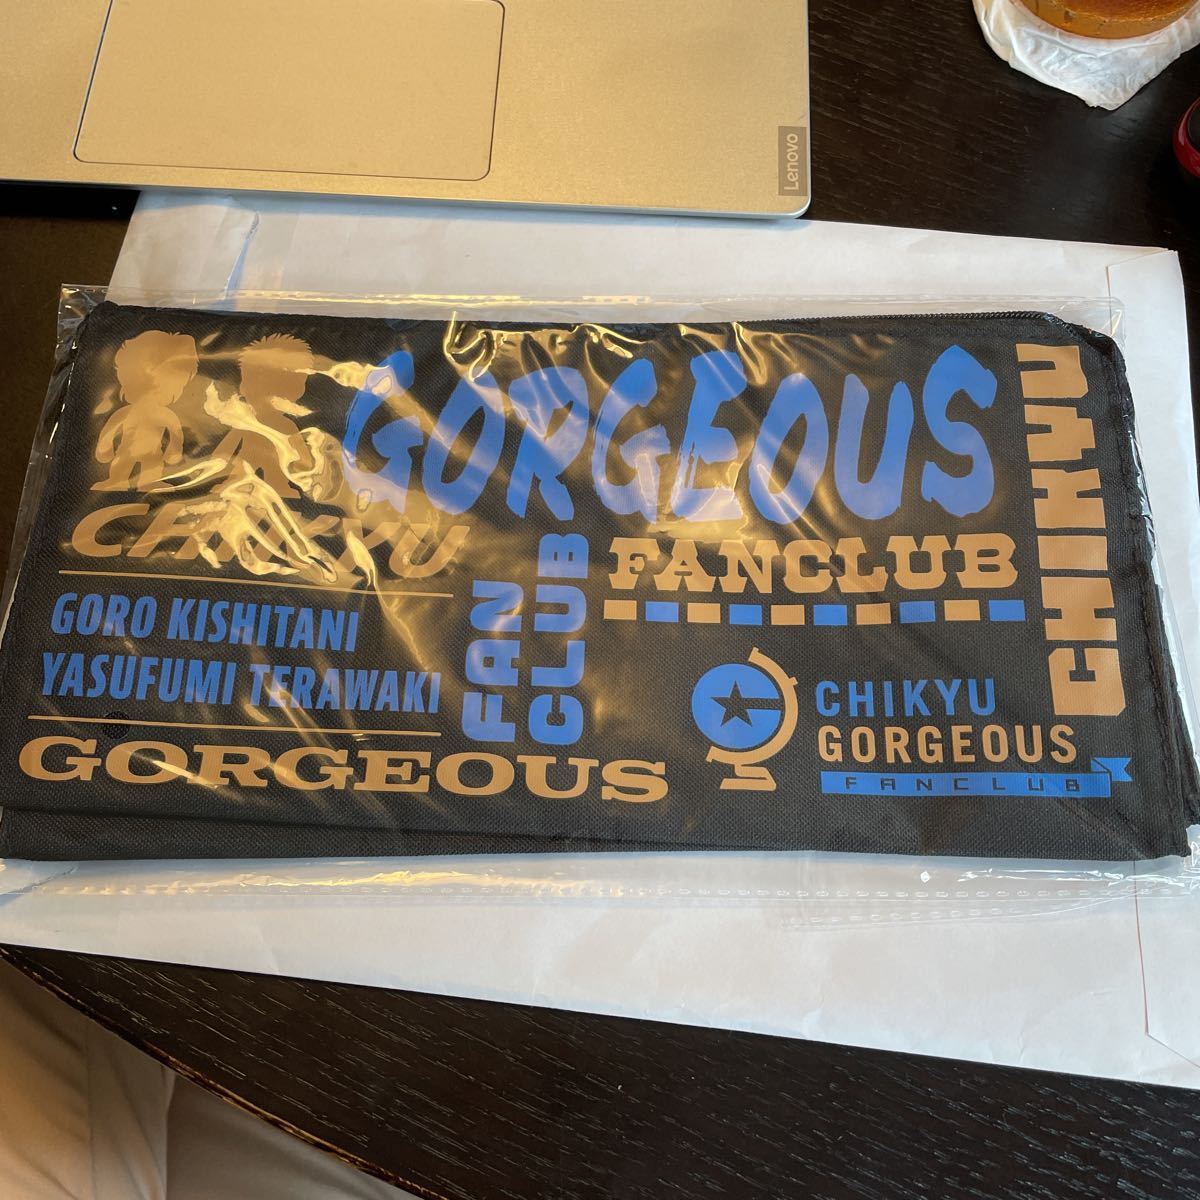 Lenovo
GORGEOUS
CHIKYU
CHIKYU
FANCLUB
FAN
CLUB
GORO KISHITANI
YASUFUMI TERAWAKI
GORGEOUS
CHIKYU
GORGEOUS
FANCLUB